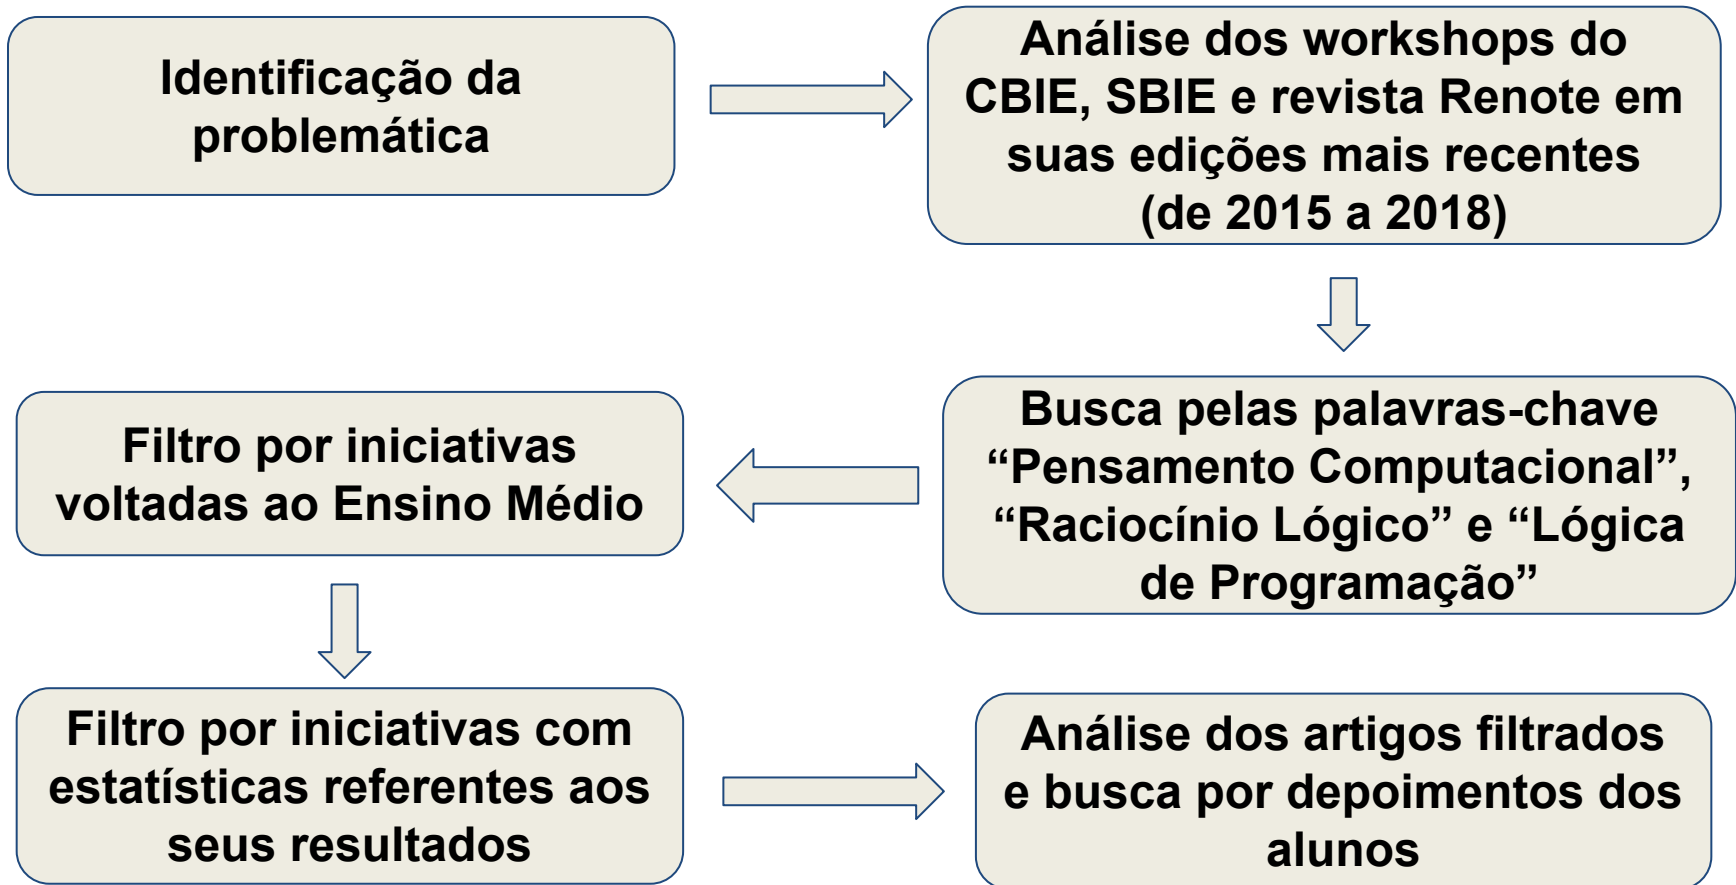 Identificação da
problemática
Análise dos workshops do
CBIE, SBIE e revista Renote em
suas edições mais recentes
(de 2015 a 2018)
Busca pelas palavras-chave
“Pensamento Computacional”,
“Raciocínio Lógico” e “Lógica
de Programação”
Filtro por iniciativas
voltadas ao Ensino Médio
Filtro por iniciativas com
estatísticas referentes aos
seus resultados
Análise dos artigos filtrados
e busca por depoimentos dos
alunos